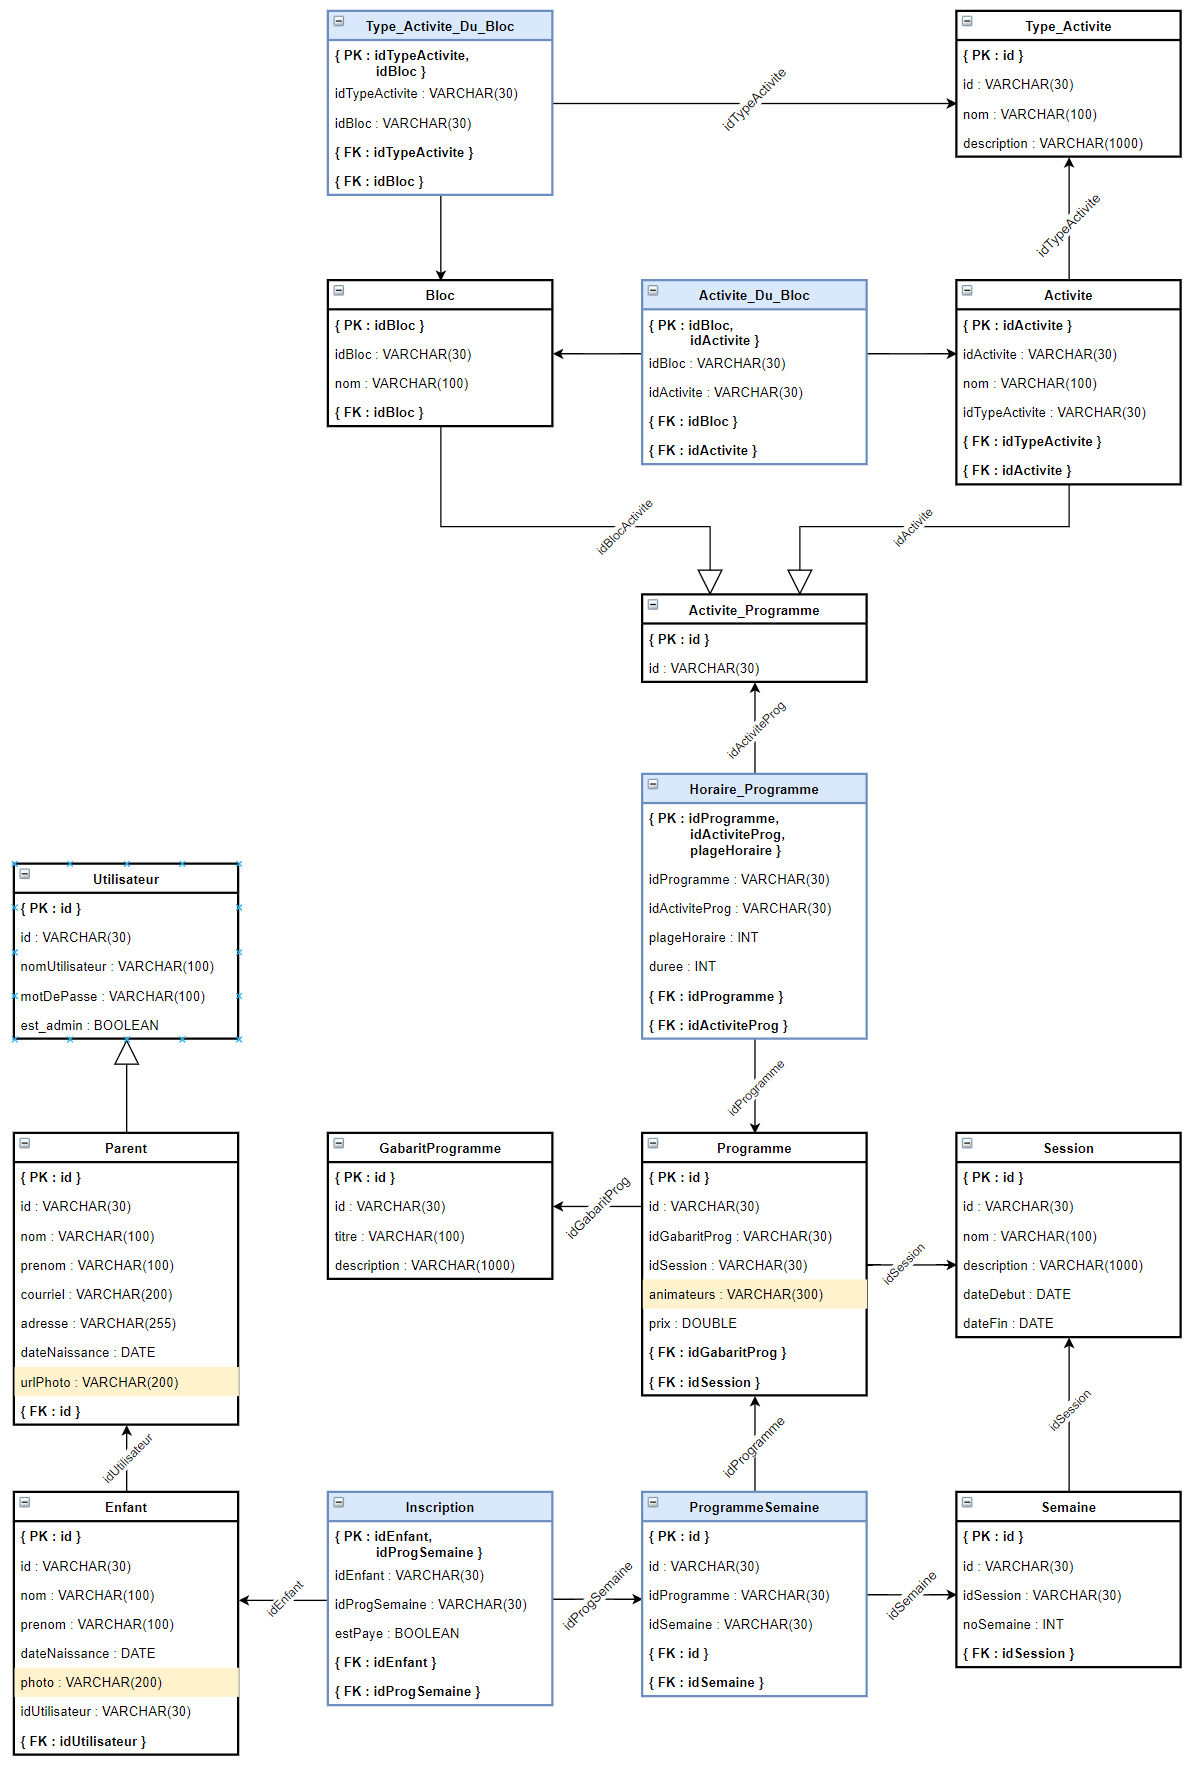 Type_Activite_Du_Bloc
{ PK : idTypeActivite,
idBloc }
idTypeActivite : VARCHAR(30)
idBloc : VARCHAR(30)
{ FK : idTypeActivite }
{ FK : idBloc }
idTypeActivite
Type_Activite
{ PK : id }
id : VARCHAR(30)
nom : VARCHAR(100)
description : VARCHAR(1000)
idTypeActivite
Bloc
{ PK : idBloc }
idBloc : VARCHAR(30)
nom : VARCHAR(100)
{ FK : idBloc }
Activite_Du_Bloc
{ PK : idBloc,
idActivite }
idBloc : VARCHAR(30)
idActivite : VARCHAR(30)
{ FK : idBloc }
{ FK : idActivite }
Activite
{ PK : idActivite }
idActivite : VARCHAR(30)
nom : VARCHAR(100)
idTypeActivite : VARCHAR(30)
{ FK : idTypeActivite }
{ FK : idActivite }
idBlocActivite
idActivite
Activite_Programme
{ PK : id }
id : VARCHAR(30)
idActiviteProg
Horaire_Programme
{ PK : idProgramme,
idActiviteProg,
plageHoraire }
idProgramme : VARCHAR(30)
idActiviteProg : VARCHAR(30)
plageHoraire : INT
duree : INT
{ FK : idProgramme }
{ FK : idActiviteProg }
idProgramme
Utilisateur
{ PK : id }
id : VARCHAR(30)
nomUtilisateur : VARCHAR(100)
motDePasse : VARCHAR(100)
est_admin : BOOLEAN
Parent
{ PK : id }
id : VARCHAR(30)
nom : VARCHAR(100)
prenom : VARCHAR(100)
courriel : VARCHAR(200)
adresse : VARCHAR(255)
dateNaissance : DATE
urlPhoto : VARCHAR(200)
{ FK : id }
GabaritProgramme
{ PK : id }
id : VARCHAR(30)
titre : VARCHAR(100)
description : VARCHAR(1000)
idGabaritProg
Programme
{ PK : id }
id : VARCHAR(30)
idGabaritProg : VARCHAR(30)
idSession : VARCHAR(30)
animateurs : VARCHAR(300)
prix : DOUBLE
{ FK : idGabaritProg }
{ FK : idSession }
idSession
Session
{ PK : id }
id : VARCHAR(30)
nom : VARCHAR(100)
description : VARCHAR(1000)
dateDebut : DATE
dateFin : DATE
idUtilisateur
idProgramme
idSession
Enfant
{ PK : id }
id : VARCHAR(30)
nom : VARCHAR(100)
prenom : VARCHAR(100)
dateNaissance : DATE
photo : VARCHAR(200)
idUtilisateur : VARCHAR(30)
{ FK : idUtilisateur }
idEnfant
Inscription
{ PK : idEnfant,
idProgSemaine }
idEnfant : VARCHAR(30)
idProgSemaine : VARCHAR(30)
estPaye : BOOLEAN
{ FK : idEnfant }
{ FK : idProgSemaine }
idProgSemaine
ProgrammeSemaine
{ PK : id }
id : VARCHAR(30)
idProgramme : VARCHAR(30)
idSemaine : VARCHAR(30)
{ FK : id }
{ FK : idSemaine }
idSemaine
Semaine
{ PK : id }
id : VARCHAR(30)
idSession : VARCHAR(30)
noSemaine : INT
{ FK : idSession }